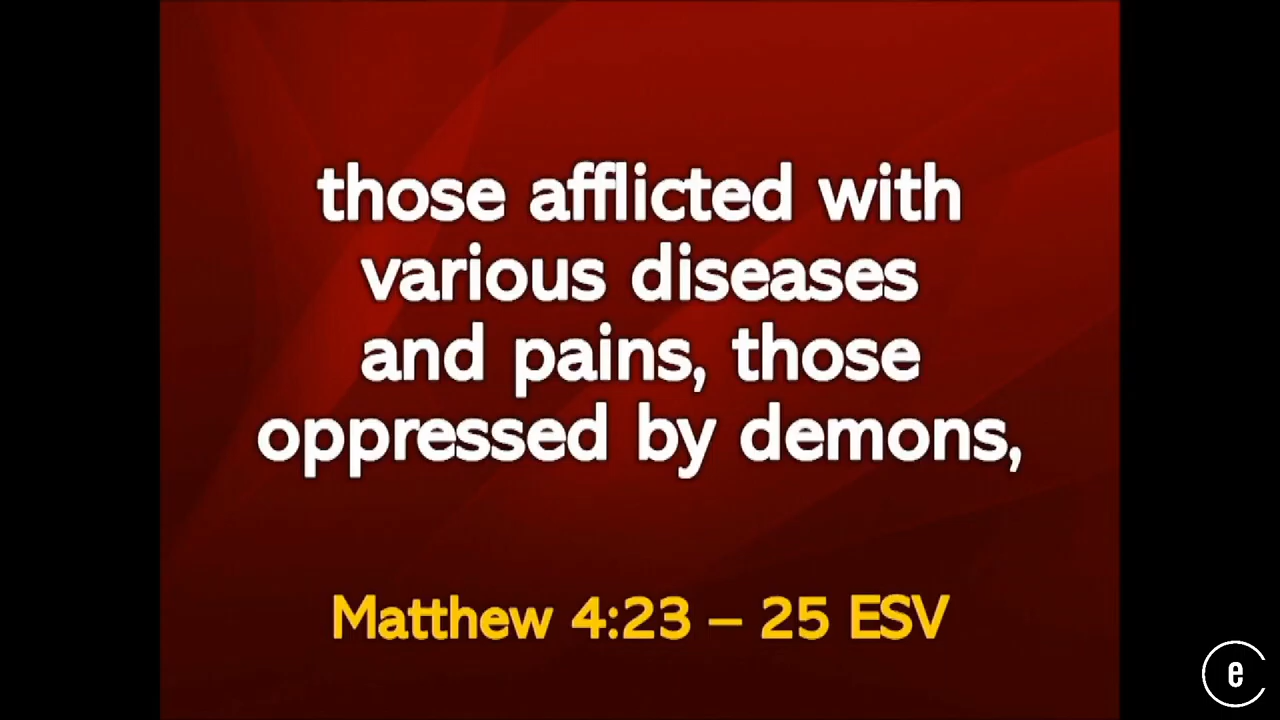 those afflicted with
various diseases
and pains, those
oppressed by demons,
Matthew 4:23 – 25 ESV
e